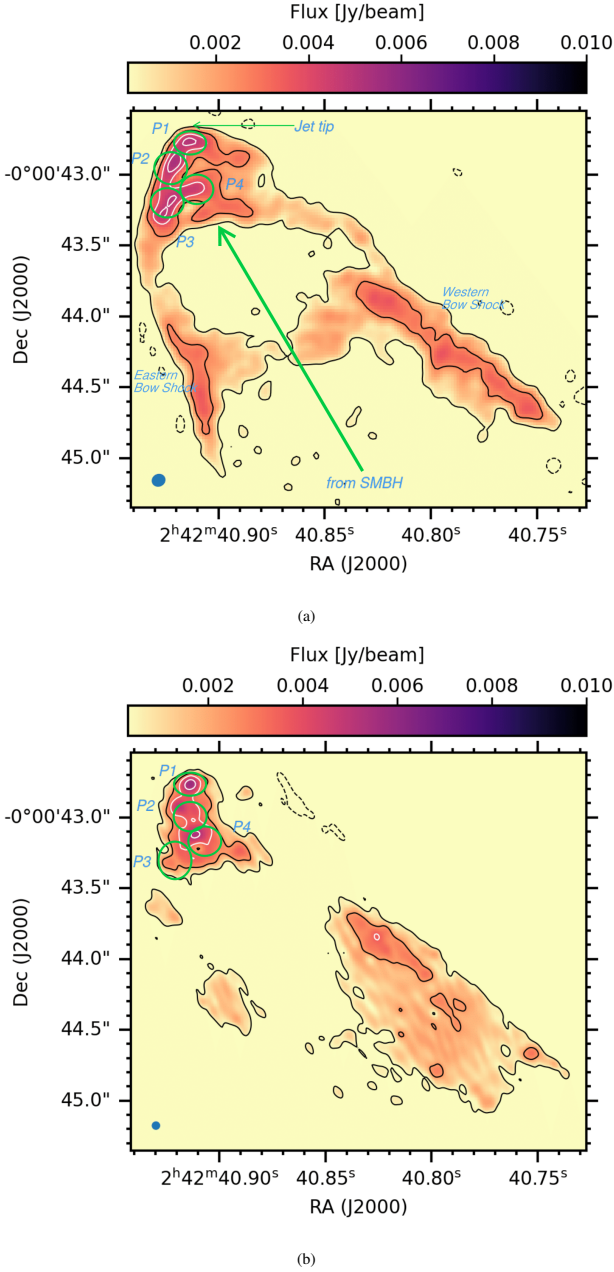 Flux [Jy/beam]
0.002 0.004 0.006 0.008 0.010
P1
Jet tip
P2
P4
P3
Western
Bow Shock
Eastern
Bow Shock
from SMBH
-0°00'43.0"
43.5"
44.0"
44.5"
45.0"
Dec (J2000)
2h42m40.90s 40.85s 40.80s 40.75s
RA (J2000)
(a)
Flux [Jy/beam]
0.002 0.004 0.006 0.008 0.010
P1
P2
P4
P3
-0°00'43.0"
43.5"
44.0"
44.5"
45.0"
Dec (J2000)
2h42m40.90s 40.85s 40.80s 40.75s
RA (J2000)
(b)